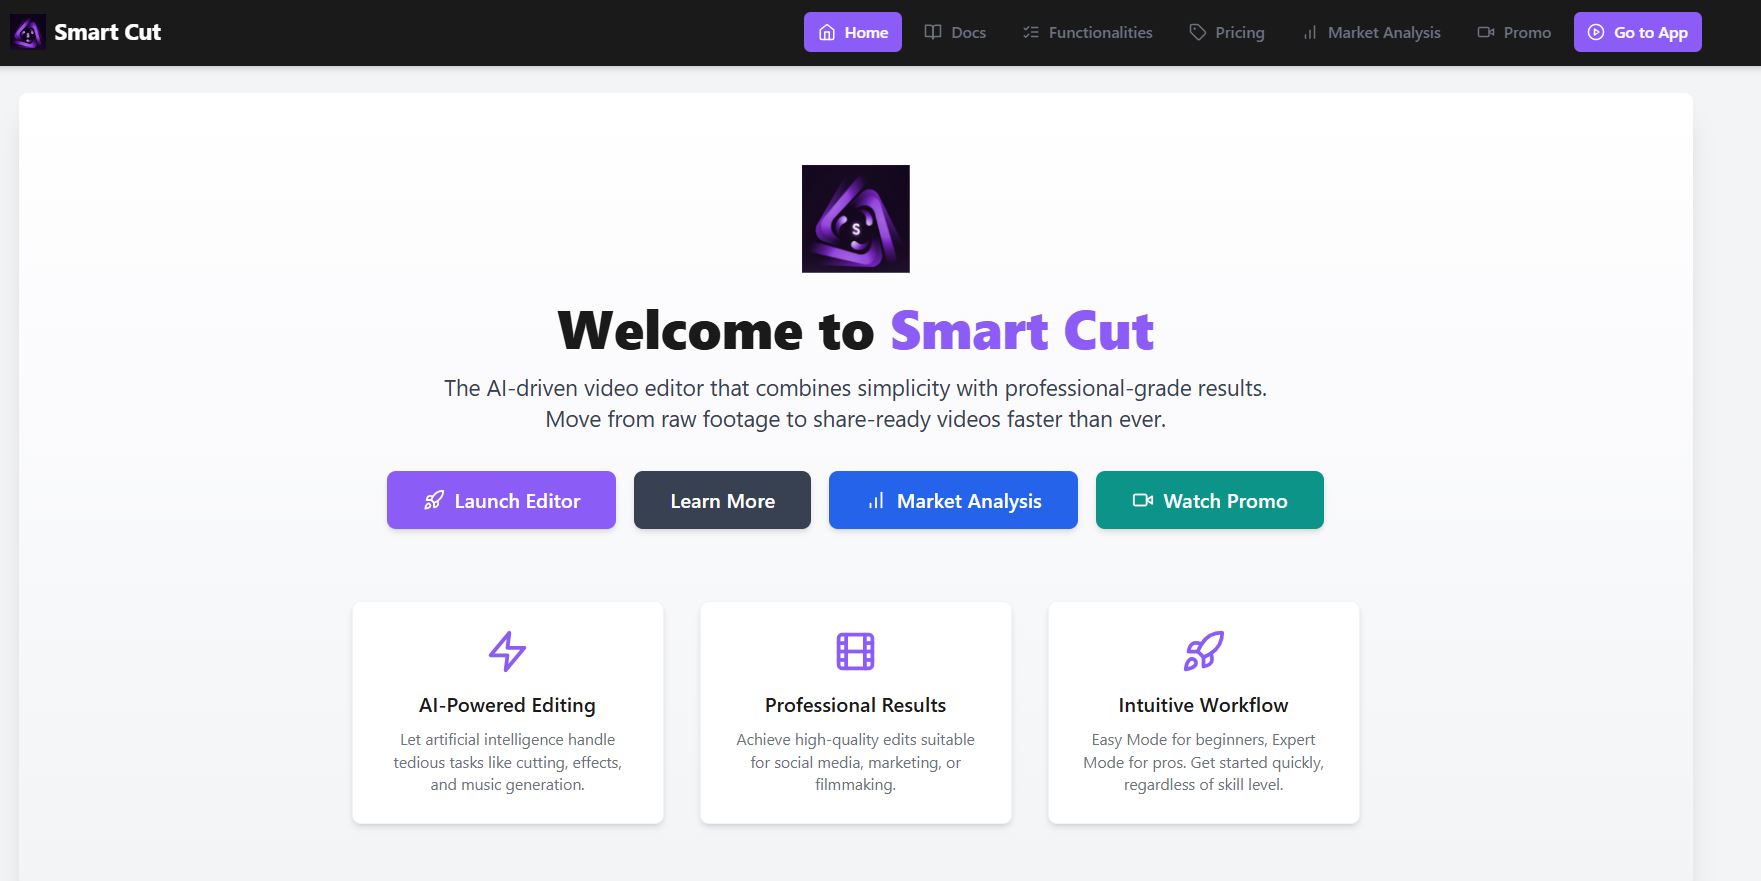 Smart Cut
Home Docs Functionalities Pricing Market Analysis Promo Go to App
S
Welcome to Smart Cut
The AI-driven video editor that combines simplicity with professional-grade results.
Move from raw footage to share-ready videos faster than ever.
Launch Editor Learn More Market Analysis Watch Promo
AI-Powered Editing
Let artificial intelligence handle
tedious tasks like cutting, effects,
and music generation.
Professional Results
Achieve high-quality edits suitable
for social media, marketing, or
filmmaking.
Intuitive Workflow
Easy Mode for beginners, Expert
Mode for pros. Get started quickly,
regardless of skill level.